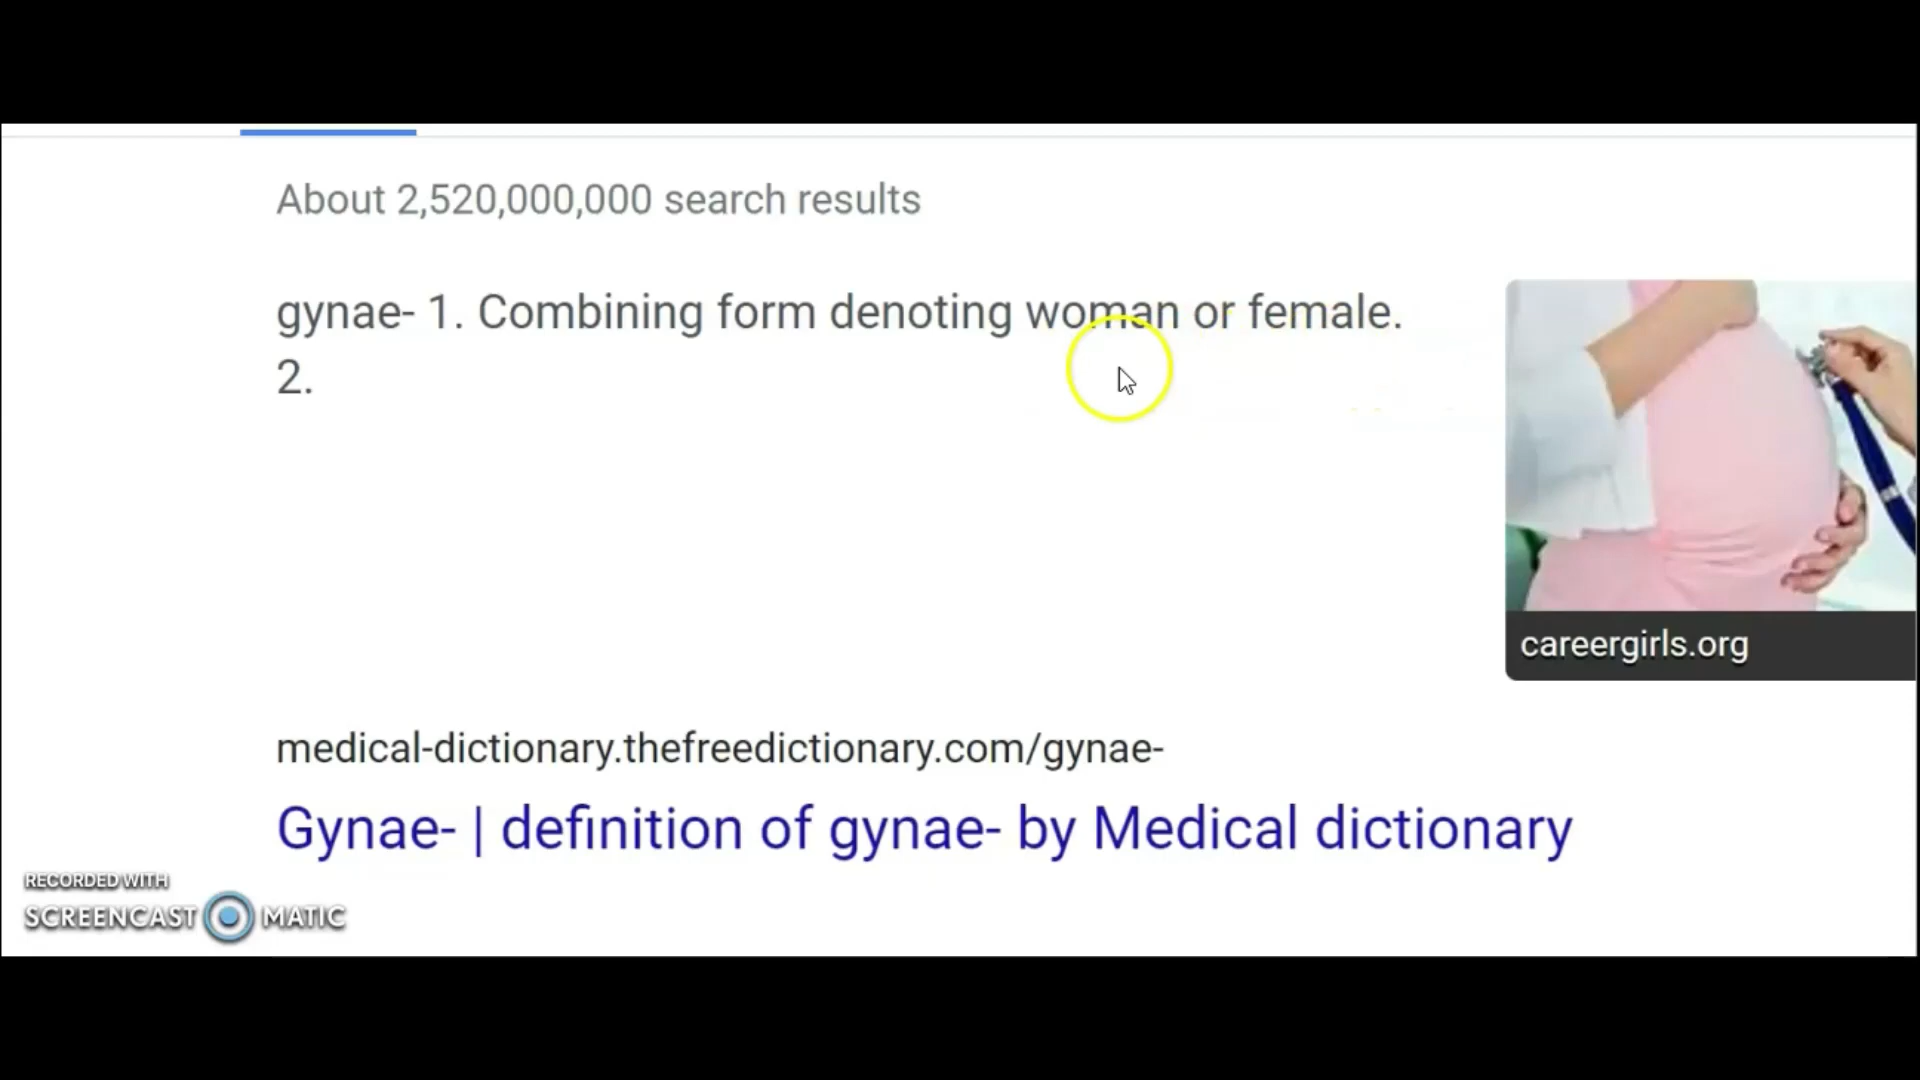 About 2,520,000,000 search results
gynae- 1. Combining form denoting woman or female.
2.
careergirls.org
medical-dictionary.thefreedictionary.com/gynae-
Gynae- | definition of gynae- by Medical dictionary
RECORDED WITH
SCREENCAST MATIC